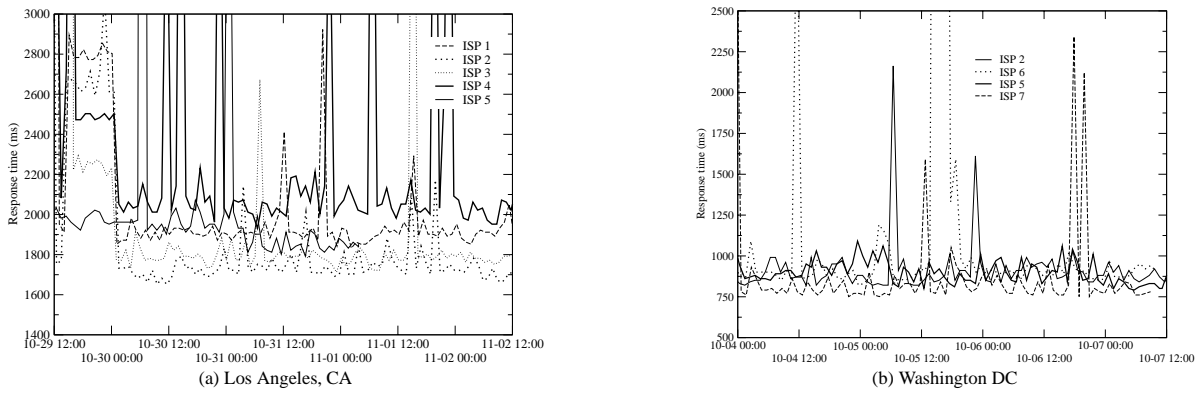 3000
2800
2600
2400
2200
2000
1800
1600
1400
Response time (ms)
ISP 1
ISP 2
ISP 3
ISP 4
ISP 5
10-29 12:00
10-30 00:00
10-30 12:00
10-31 00:00
10-31 12:00
11-01 00:00
11-01 12:00
11-02 00:00
11-02 12:00
(a) Los Angeles, CA
2500
2250
2000
1750
1500
1250
1000
750
500
Response time (ms)
ISP 2
ISP 6
ISP 5
ISP 7
10-04 00:00
10-04 12:00
10-05 00:00
10-05 12:00
10-06 00:00
10-06 12:00
10-07 00:00
10-07 12:00
(b) Washington DC